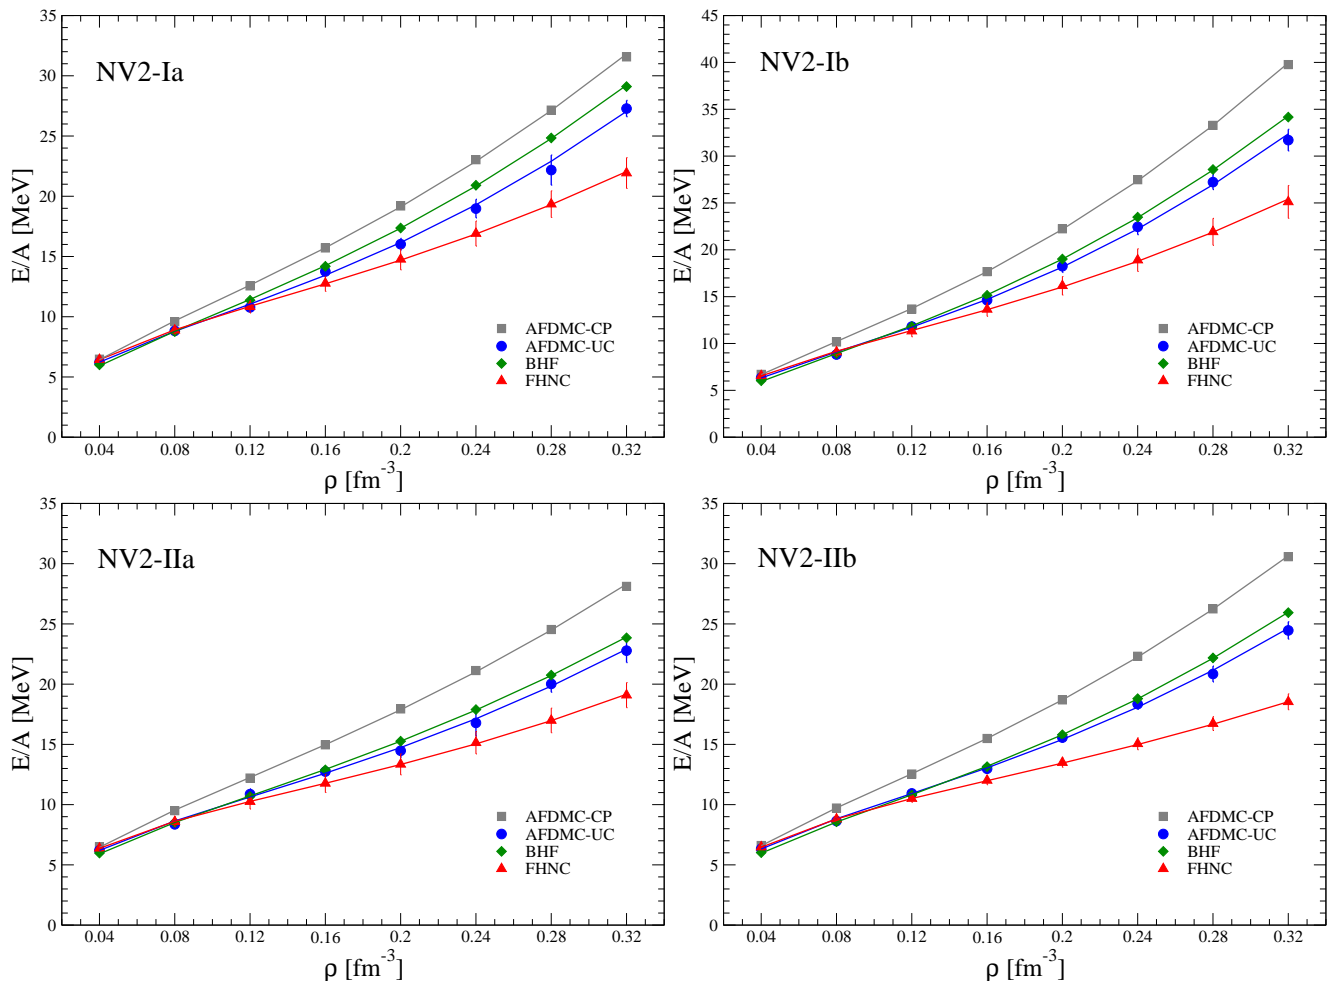 NV2-Ia
E/A [MeV]
35
30
25
20
15
10
5
0
0.04 0.08 0.12 0.16 0.2 0.24 0.28 0.32
ρ [fm-3]
AFDMC-CP
AFDMC-UC
BHF
FHNC
NV2-Ib
E/A [MeV]
45
40
35
30
25
20
15
10
5
0
0.04 0.08 0.12 0.16 0.2 0.24 0.28 0.32
ρ [fm-3]
AFDMC-CP
AFDMC-UC
BHF
FHNC
NV2-IIa
E/A [MeV]
35
30
25
20
15
10
5
0
0.04 0.08 0.12 0.16 0.2 0.24 0.28 0.32
ρ [fm-3]
AFDMC-CP
AFDMC-UC
BHF
FHNC
NV2-IIb
E/A [MeV]
35
30
25
20
15
10
5
0
0.04 0.08 0.12 0.16 0.2 0.24 0.28 0.32
ρ [fm-3]
AFDMC-CP
AFDMC-UC
BHF
FHNC